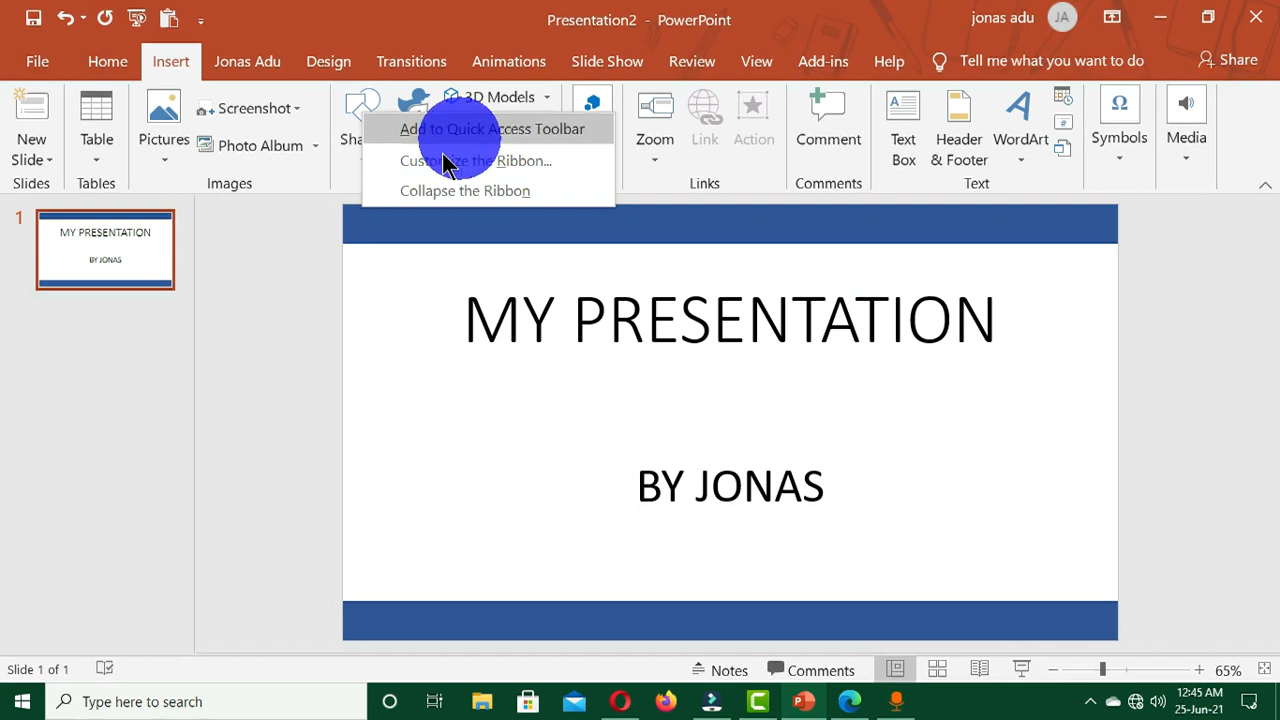 Presentation2 - PowerPoint
jonas adu
JA
File Home Insert Jonas Adu Design Transitions Animations Slide Show Review View Add-ins Help Tell me what you want to do Share
New Slide
Table
Pictures
Screenshot
Photo Album
3D Models
Zoom
Link
Action
Comment
Text Box
Header & Footer
WordArt
Symbols
Media
Slides Tables Images Links Comments Text
Add to Quick Access Toolbar
Customize the Ribbon...
Collapse the Ribbon
1
MY PRESENTATION
BY JONAS
MY PRESENTATION
BY JONAS
Slide 1 of 1
Notes
Comments
65%
Type here to search
12:45 AM
25-Jun-21